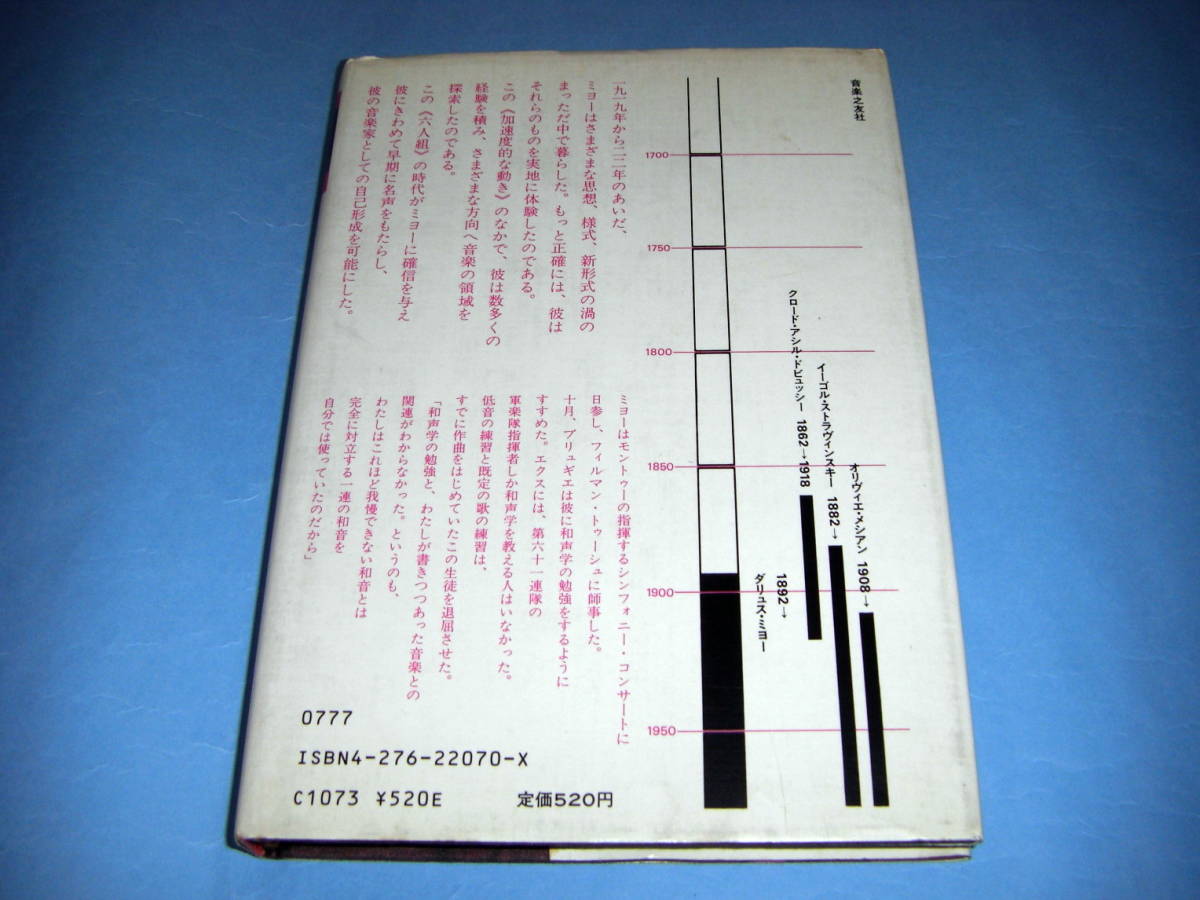 音楽之友社
1700
1750
1800
1850
1900
1950
オリヴィエ・メシアン 1908→
イーゴル・ストラヴィンスキー 1882→
クロード・アシル・ドビュッシー 1862→1918
1892→
ダリュス・ミヨー
一九一九年から二二年のあいだ、
ミヨーはさまざまな思想、様式、新形式の渦の
まっただ中で暮らした。もっと正確には、彼は
それらのものを実地に体験したのである。
この《加速度的な動き》のなかで、彼は数多くの
経験を積み、さまざまな方向へ音楽の領域を
探索したのである。
この《六人組》の時代がミヨーに確信を与え
彼にきわめて早期に名声をもたらし、
彼の音楽家としての自己形成を可能にした。
ミヨーはモントゥーの指揮するシンフォニー・コンサートに
日参し、フィルマン・トゥーシュに師事した。
十月、ブリュギエは彼に和声学の勉強をするように
すすめた。エクスには、第六十一連隊の
軍楽隊指揮者しか和声学を教える人はいなかった。
低音の練習と既定の歌の練習は、
すでに作曲をはじめていたこの生徒を退屈させた。
「和声学の勉強と、わたしが書きつつあった音楽との
関連がわからなかった。というのも、
わたしはこれほど我慢できない和音とは
完全に対立する一連の和音を
自分では使っていたのだから」
0777
ISBN4-276-22070-X
C1073 ¥520E 定価520円